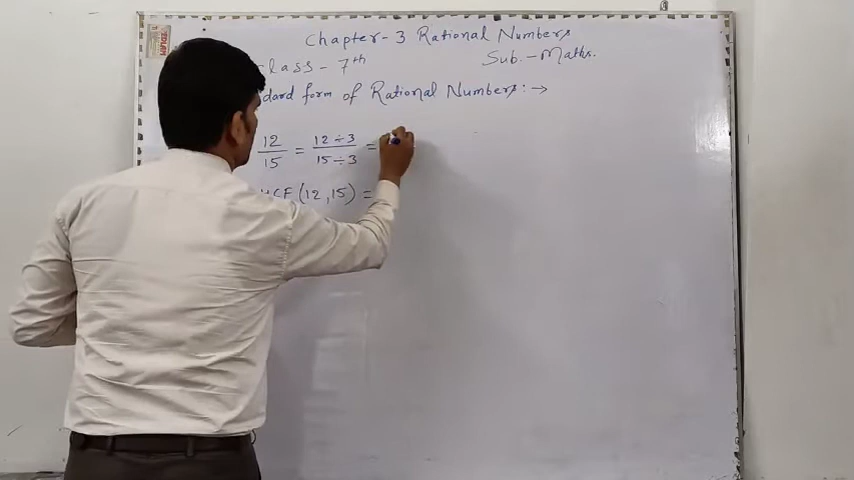 Chapter - 3 Rational Numbers
Class - 7th Sub. - Maths.
form of Rational Numbers :- →
12/15 = 12 ÷ 3 / 15 ÷ 3 =
HCF (12, 15) =